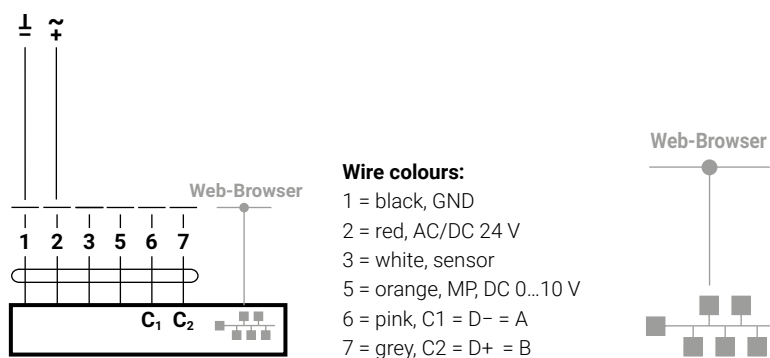 ⊥ ~
– +
Web-Browser
1 2 3 5 6 7
C₁ C₂
Wire colours:
1 = black, GND
2 = red, AC/DC 24 V
3 = white, sensor
5 = orange, MP, DC 0...10 V
6 = pink, C1 = D− = A
7 = grey, C2 = D+ = B
Web-Browser